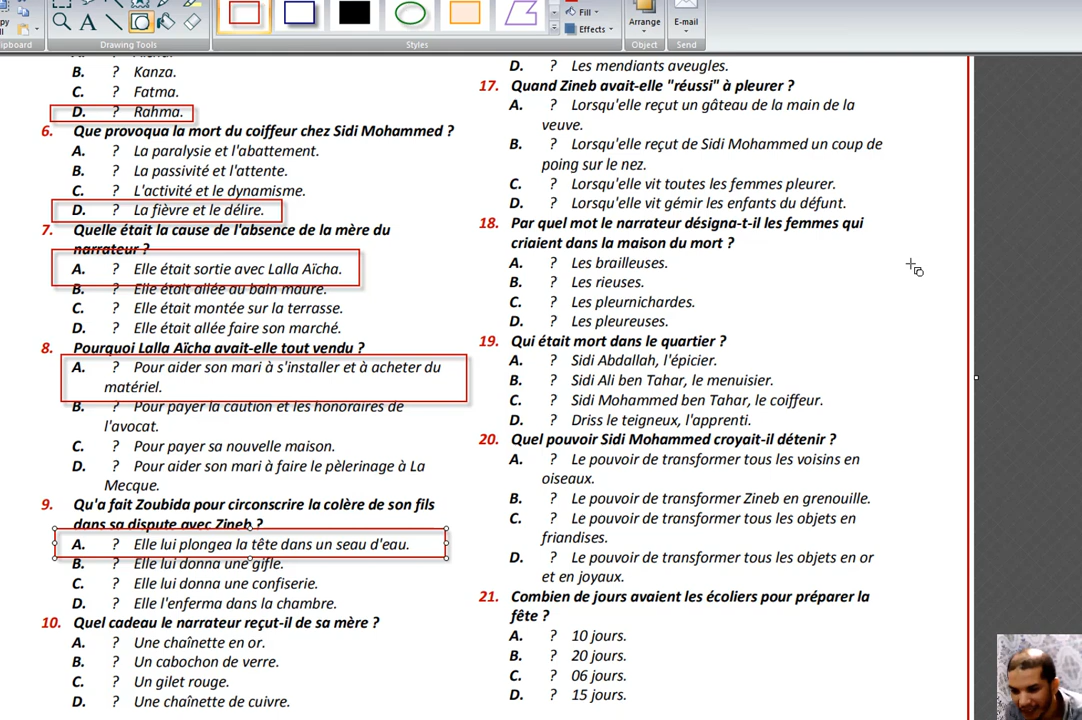 Fill
Effects
Arrange
E-mail
Drawing Tools
Styles
Object
Send
B. ? Kanza.
C. ? Fatma.
D. ? Rahma.
6. Que provoqua la mort du coiffeur chez Sidi Mohammed ?
A. ? La paralysie et l'abattement.
B. ? La passivité et l'attente.
C. ? L'activité et le dynamisme.
D. ? La fièvre et le délire.
7. Quelle était la cause de l'absence de la mère du
narrateur ?
A. ? Elle était sortie avec Lalla Aïcha.
B. ? Elle était allée au bain maure.
C. ? Elle était montée sur la terrasse.
D. ? Elle était allée faire son marché.
8. Pourquoi Lalla Aïcha avait-elle tout vendu ?
A. ? Pour aider son mari à s'installer et à acheter du
matériel.
B. ? Pour payer la caution et les honoraires de
l'avocat.
C. ? Pour payer sa nouvelle maison.
D. ? Pour aider son mari à faire le pèlerinage à La
Mecque.
9. Qu'a fait Zoubida pour circonscrire la colère de son fils
dans sa dispute avec Zineb ?
A. ? Elle lui plongea la tête dans un seau d'eau.
B. ? Elle lui donna une gifle.
C. ? Elle lui donna une confiserie.
D. ? Elle l'enferma dans la chambre.
10. Quel cadeau le narrateur reçut-il de sa mère ?
A. ? Une chaînette en or.
B. ? Un cabochon de verre.
C. ? Un gilet rouge.
D. ? Une chaînette de cuivre.
D. ? Les mendiants aveugles.
17. Quand Zineb avait-elle "réussi" à pleurer ?
A. ? Lorsqu'elle reçut un gâteau de la main de la
veuve.
B. ? Lorsqu'elle reçut de Sidi Mohammed un coup de
poing sur le nez.
C. ? Lorsqu'elle vit toutes les femmes pleurer.
D. ? Lorsqu'elle vit gémir les enfants du défunt.
18. Par quel mot le narrateur désigna-t-il les femmes qui
criaient dans la maison du mort ?
A. ? Les brailleuses.
B. ? Les rieuses.
C. ? Les pleurnichardes.
D. ? Les pleureuses.
19. Qui était mort dans le quartier ?
A. ? Sidi Abdallah, l'épicier.
B. ? Sidi Ali ben Tahar, le menuisier.
C. ? Sidi Mohammed ben Tahar, le coiffeur.
D. ? Driss le teigneux, l'apprenti.
20. Quel pouvoir Sidi Mohammed croyait-il détenir ?
A. ? Le pouvoir de transformer tous les voisins en
oiseaux.
B. ? Le pouvoir de transformer Zineb en grenouille.
C. ? Le pouvoir de transformer tous les objets en
friandises.
D. ? Le pouvoir de transformer tous les objets en or
et en joyaux.
21. Combien de jours avaient les écoliers pour préparer la
fête ?
A. ? 10 jours.
B. ? 20 jours.
C. ? 06 jours.
D. ? 15 jours.